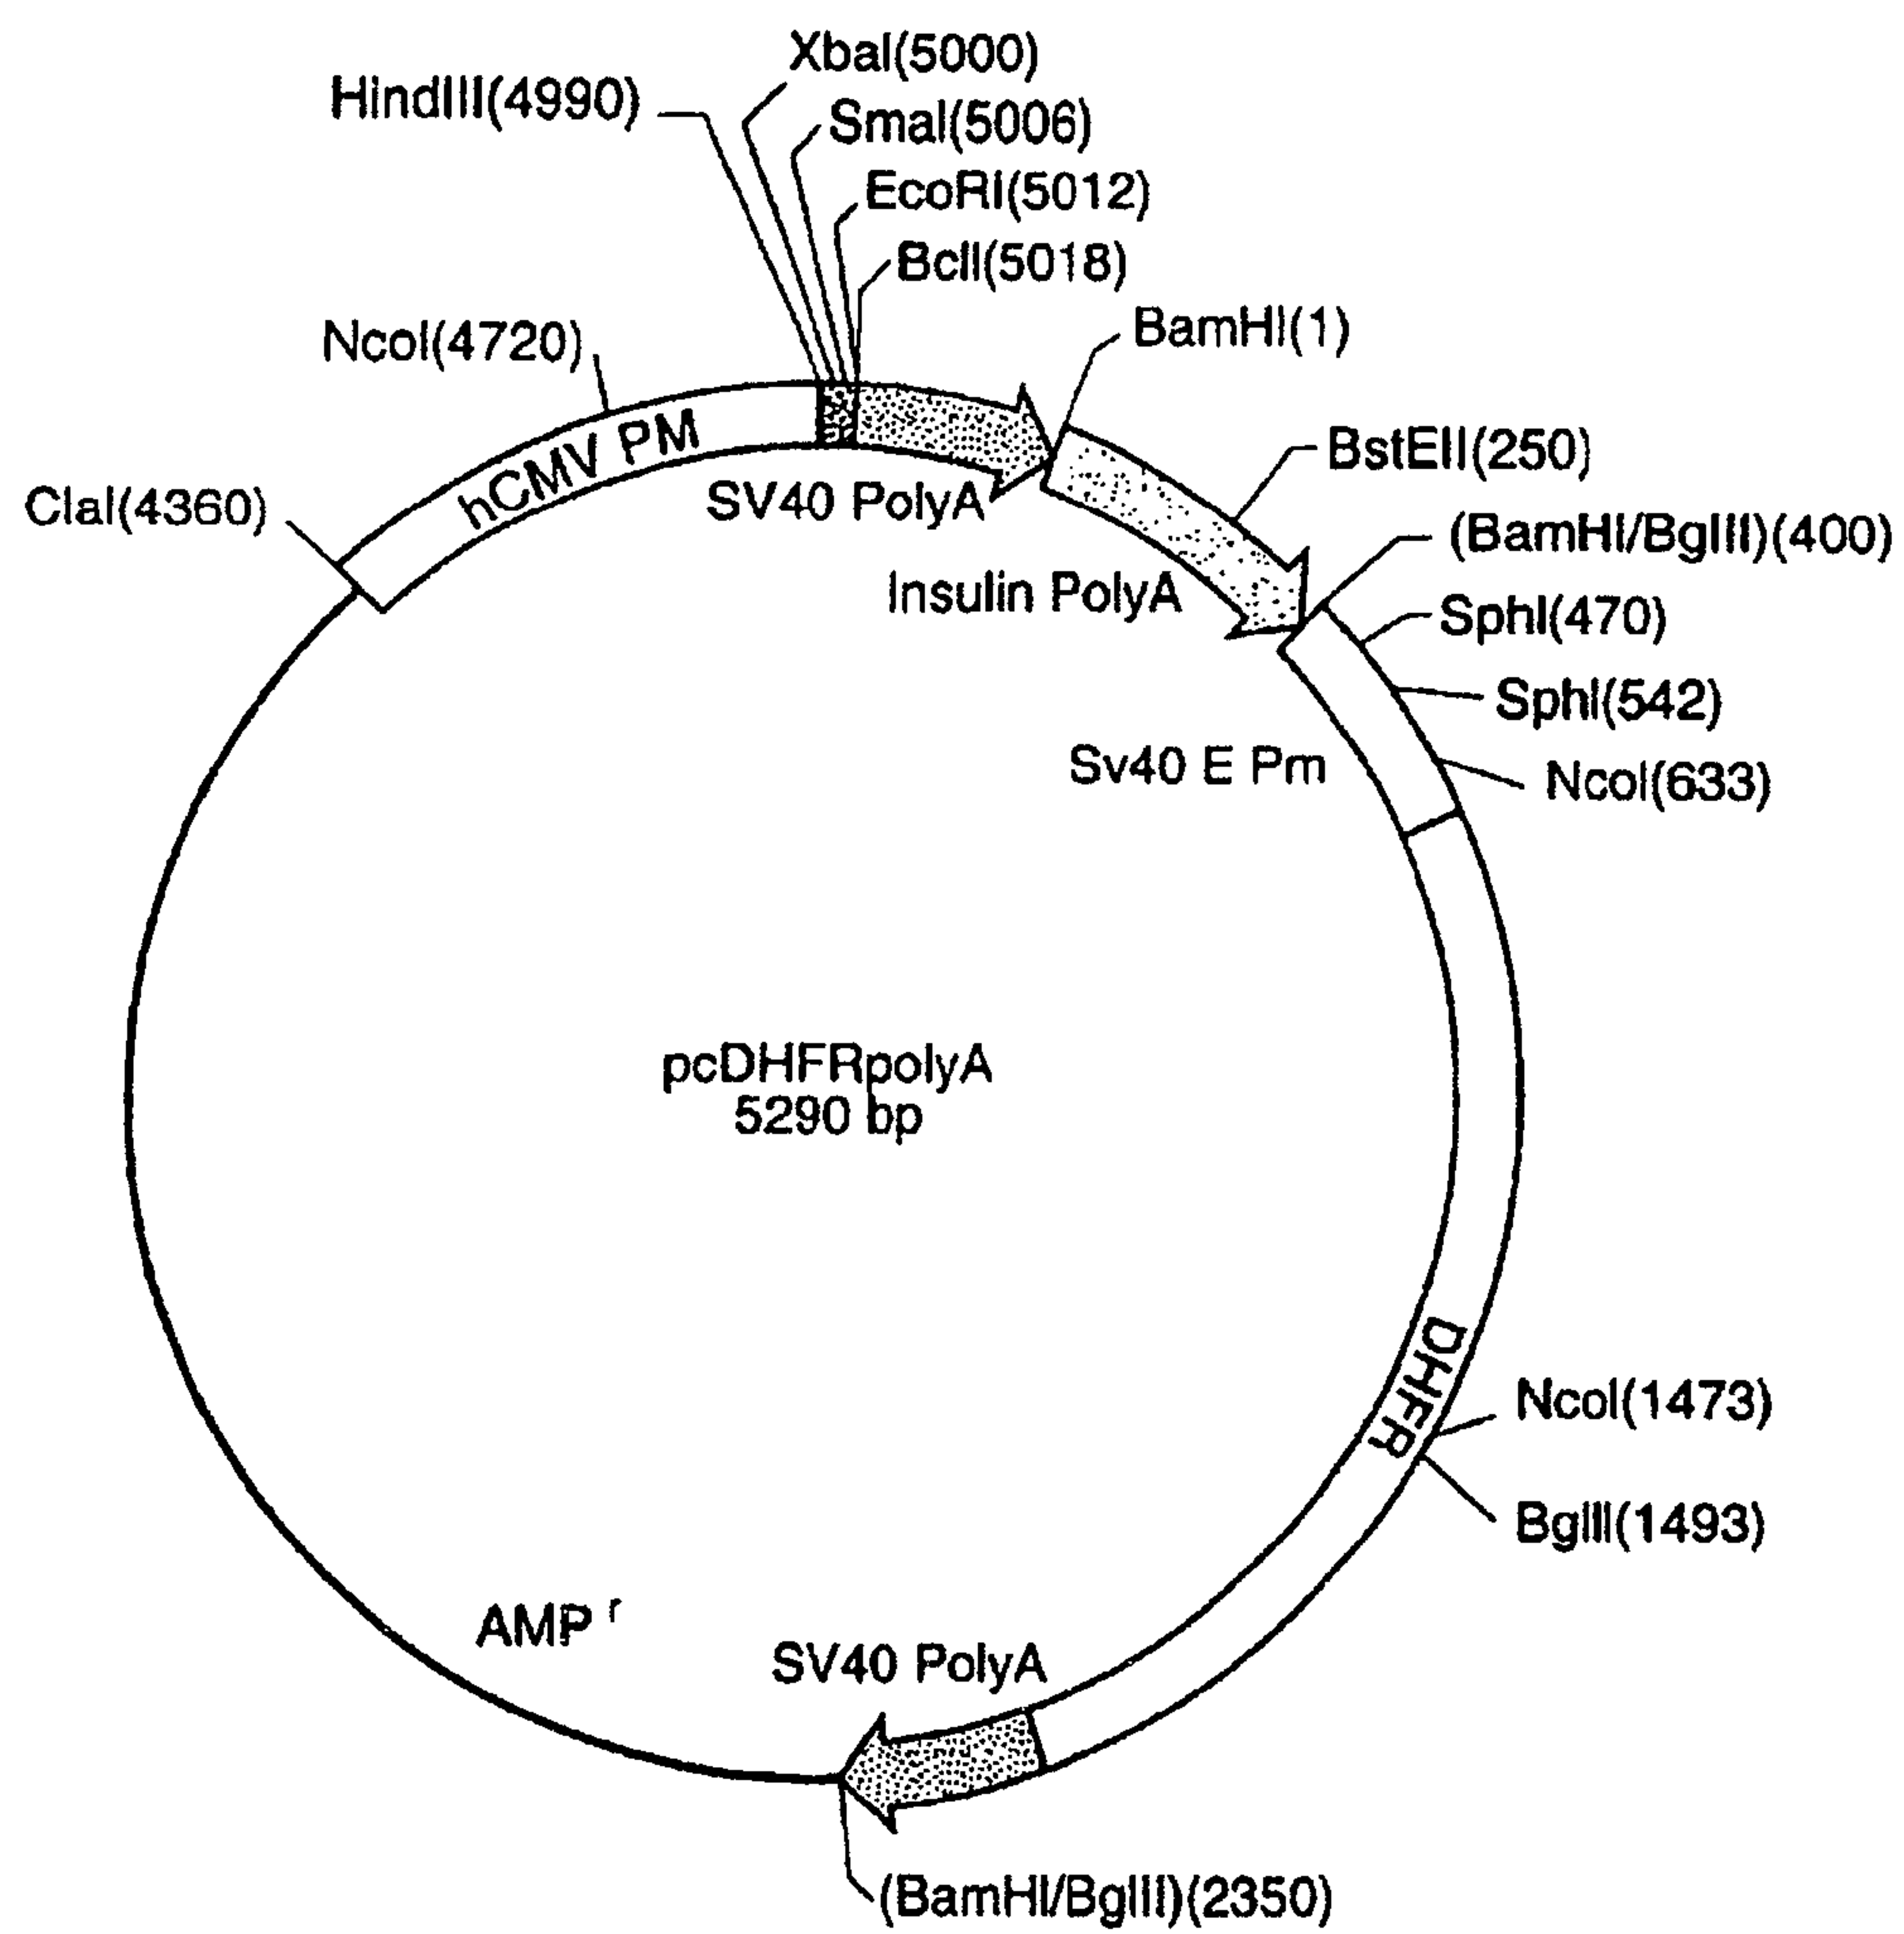 XbaI(5000)
HindIII(4990)
SmaI(5006)
EcoRI(5012)
BclI(5018)
BamHI(1)
NcoI(4720)
BstEII(250)
hCMV PM
SV40 PolyA
ClaI(4360)
(BamHI/BglII)(400)
Insulin PolyA
SphI(470)
SphI(542)
Sv40 E Pm
NcoI(633)
pcDHFRpolyA
5290 bp
DHFR
NcoI(1473)
BglII(1493)
AMP r
SV40 PolyA
(BamHI/BglII)(2350)